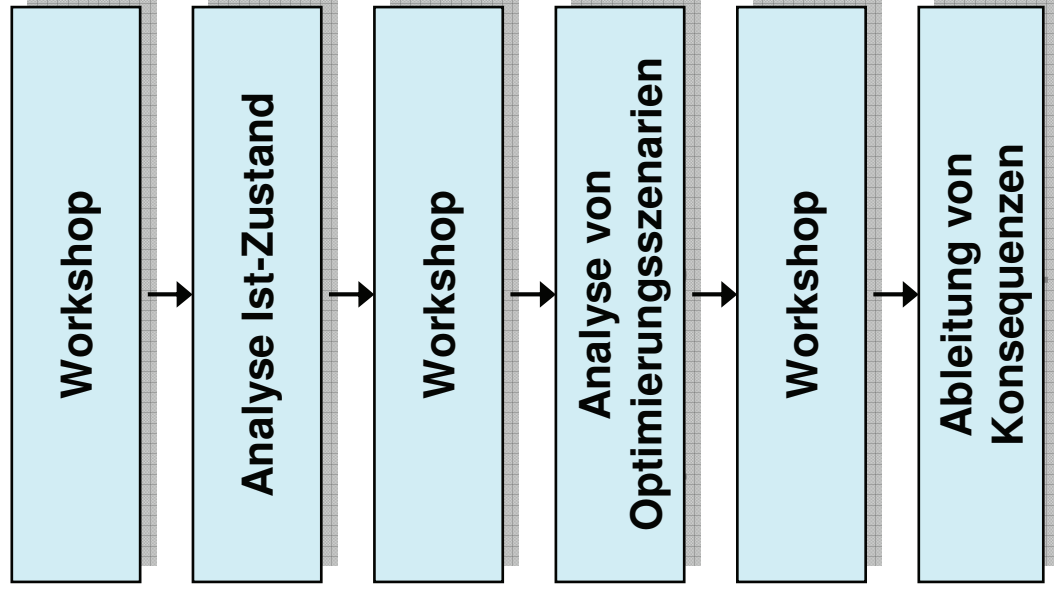 Workshop
Analyse Ist-Zustand
Workshop
Analyse von
Optimierungsszenarien
Workshop
Ableitung von
Konsequenzen